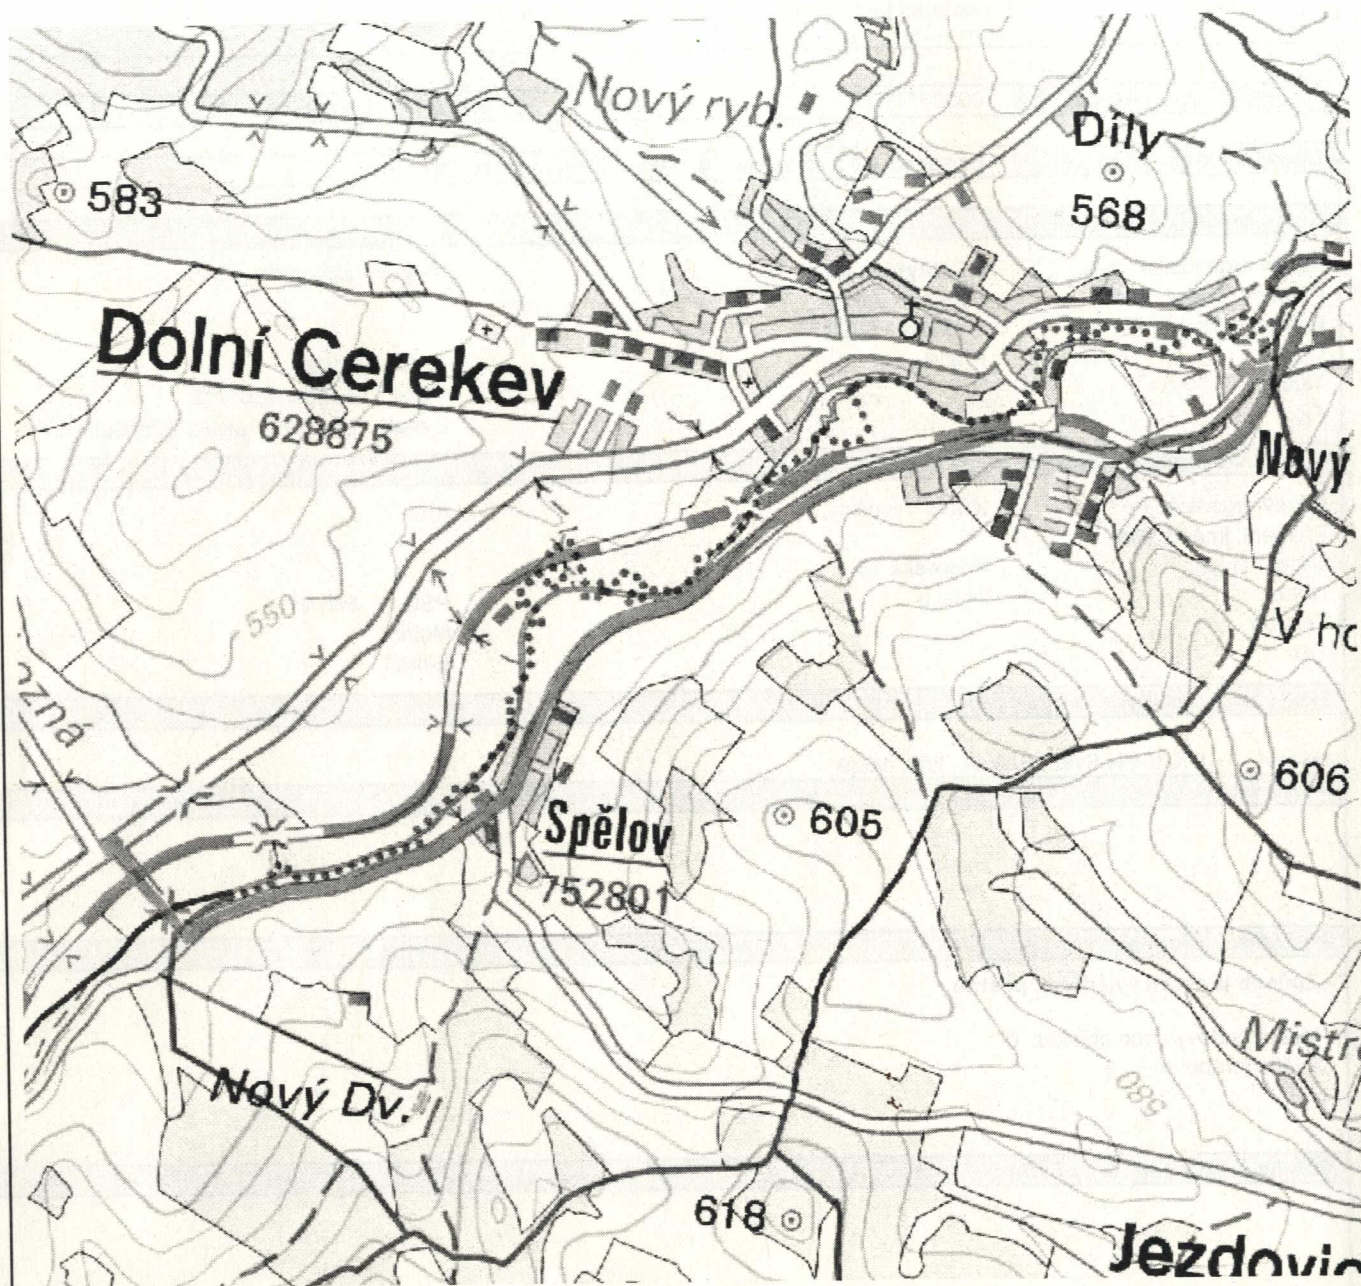 Nový ryb.
Díly
583
568
Dolní Cerekev
628875
Nový
550
V ho
ozná
606
605
Spělov
752801
Mistr
580
Nový Dv.
618
Jezdovic